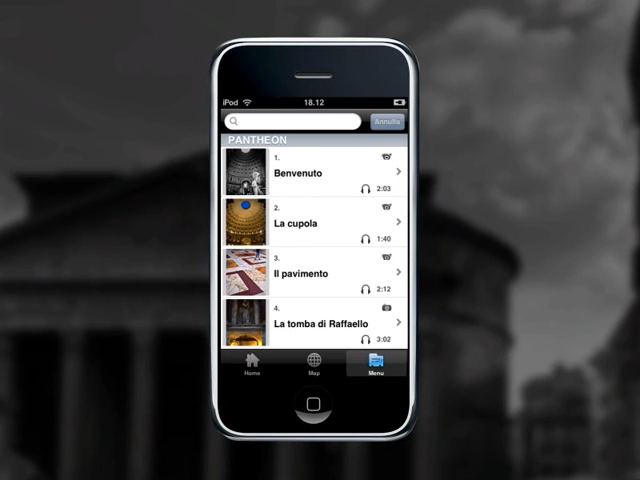 iPod 18.12
Annulla
PANTHEON
1.
Benvenuto
2:03
2.
La cupola
1:40
3.
Il pavimento
2:12
4.
La tomba di Raffaello
3:02
Home Map Menu